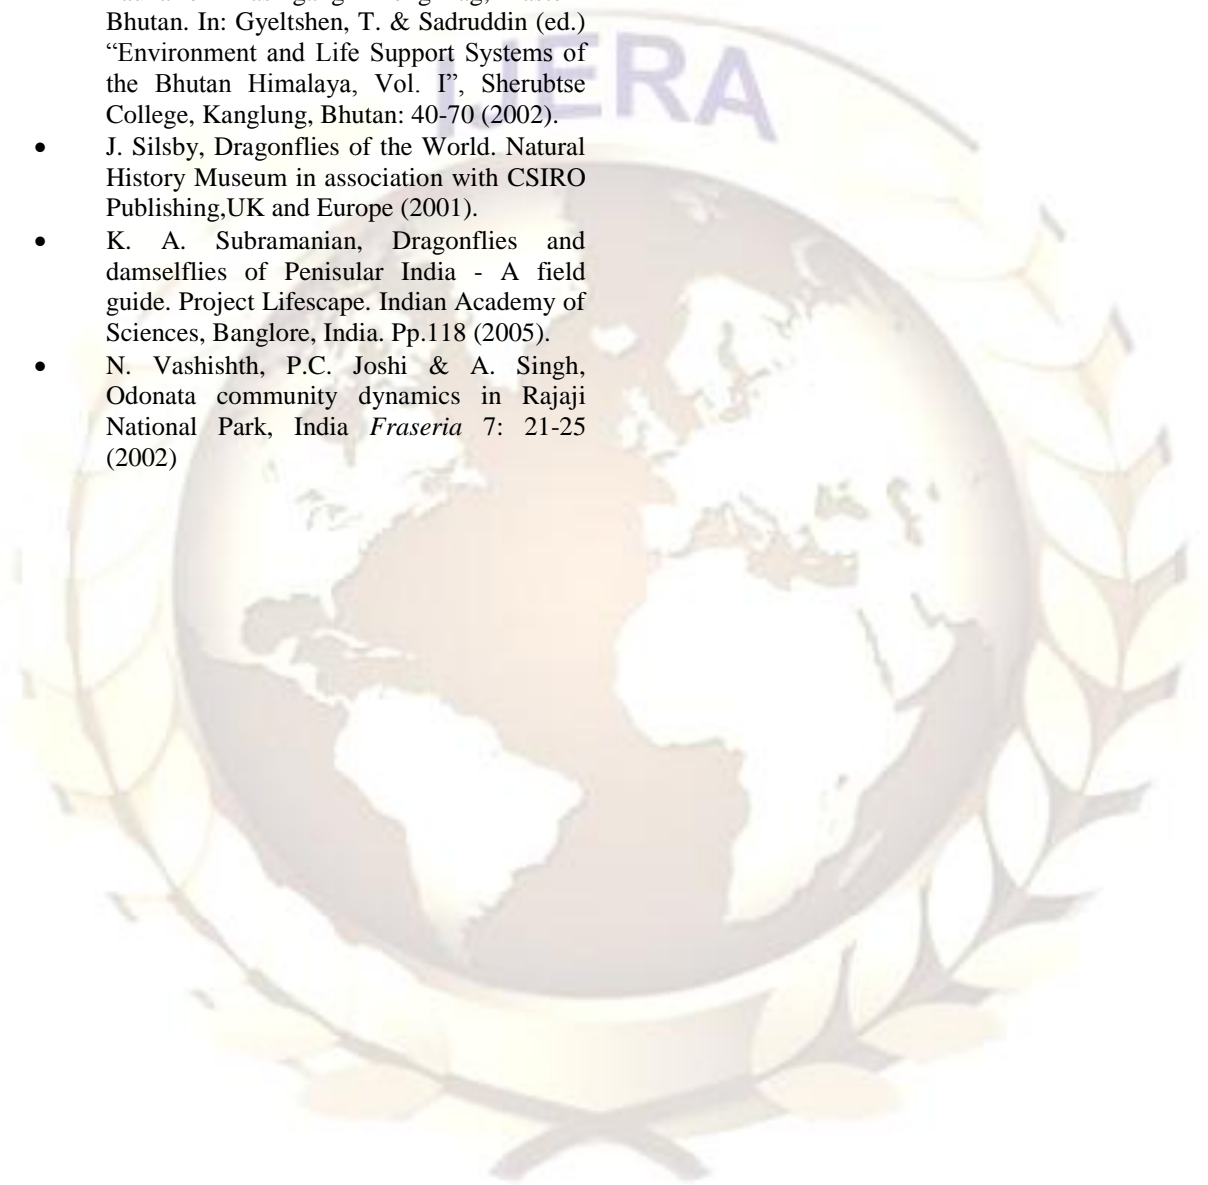 Bhutan. In: Gyeltshen, T. & Sadruddin (ed.)
“Environment and Life Support Systems of
the Bhutan Himalaya, Vol. I”, Sherubtse
College, Kanglung, Bhutan: 40-70 (2002).
• J. Silsby, Dragonflies of the World. Natural
History Museum in association with CSIRO
Publishing,UK and Europe (2001).
• K. A. Subramanian, Dragonflies and
damselflies of Penisular India - A field
guide. Project Lifescape. Indian Academy of
Sciences, Banglore, India. Pp.118 (2005).
• N. Vashishth, P.C. Joshi & A. Singh,
Odonata community dynamics in Rajaji
National Park, India Fraseria 7: 21-25
(2002)
IJERA